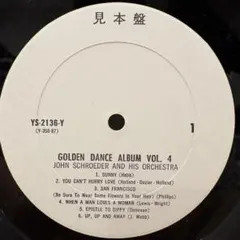 見本盤
YS-2136-Y
(Y-356-07)
1
GOLDEN DANCE ALBUM VOL. 4
JOHN SCHROEDER AND HIS ORCHESTRA
1. SUNNY (Hebb)
2. YOU CAN'T HURRY LOVE (Holland - Dozier - Holland)
3. SAN FRANCISCO
(Be Sure To Wear Some Flowers In Your Hair) (Phillips)
4. WHEN A MAN LOVES A WOMAN (Lewis - Wright)
5. EPISTLE TO DIPPY (Donovan)
6. UP, UP AND AWAY (J. Webb)